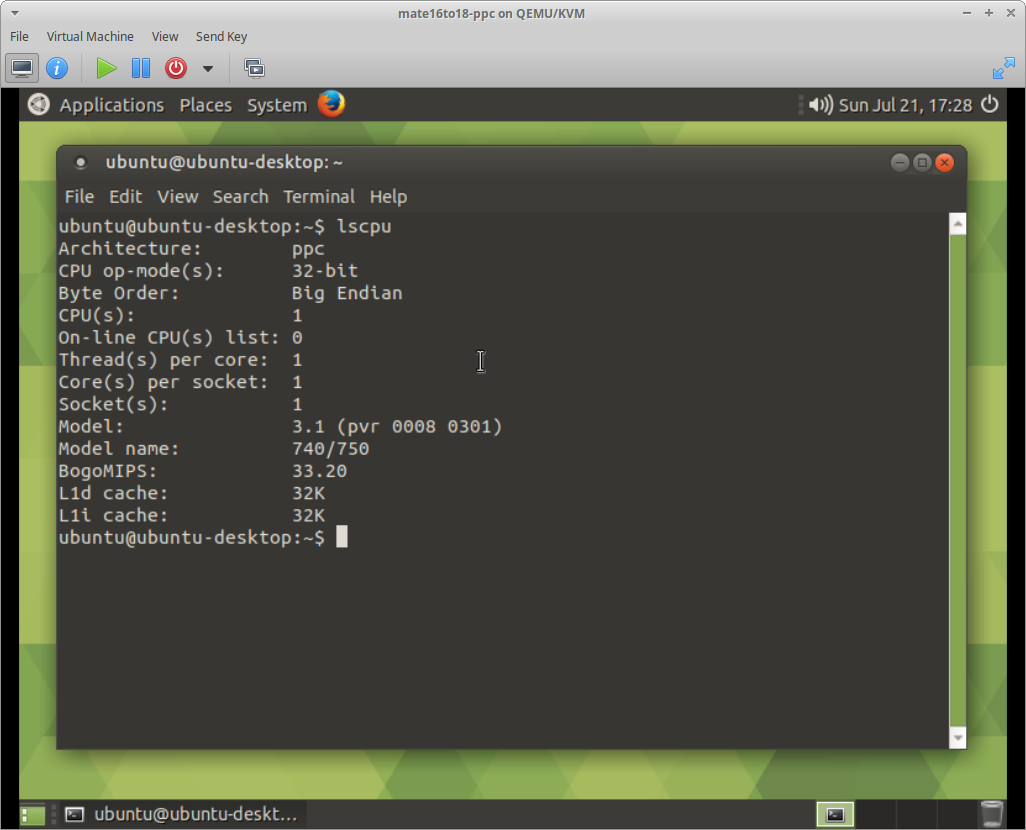 mate16to18-ppc on QEMU/KVM
File Virtual Machine View Send Key
Applications Places System Sun Jul 21, 17:28
ubuntu@ubuntu-desktop: ~
File Edit View Search Terminal Help
ubuntu@ubuntu-desktop:~$ lscpu
Architecture: ppc
CPU op-mode(s): 32-bit
Byte Order: Big Endian
CPU(s): 1
On-line CPU(s) list: 0
Thread(s) per core: 1
Core(s) per socket: 1
Socket(s): 1
Model: 3.1 (pvr 0008 0301)
Model name: 740/750
BogoMIPS: 33.20
L1d cache: 32K
L1i cache: 32K
ubuntu@ubuntu-desktop:~$
ubuntu@ubuntu-deskt...